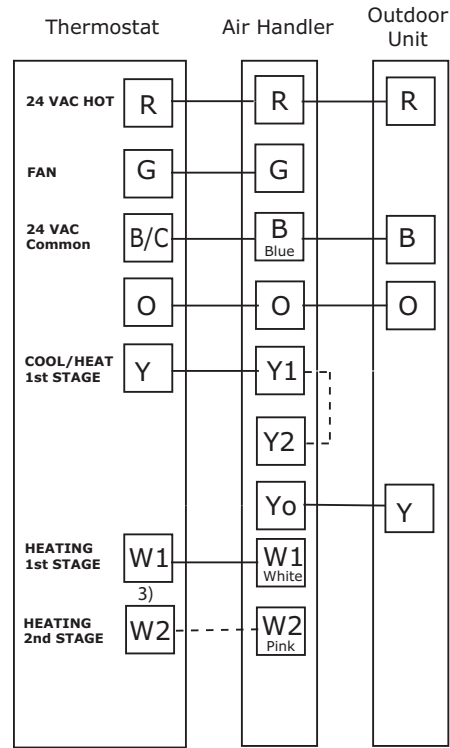 Thermostat
Air Handler
Outdoor
Unit
24 VAC HOT
R
R
R
FAN
G
G
24 VAC
Common
B/C
B
Blue
B
O
O
O
COOL/HEAT
1st STAGE
Y
Y1
Y2
Yo
Y
HEATING
1st STAGE
W1
W1
White
3)
HEATING
2nd STAGE
W2
W2
Pink